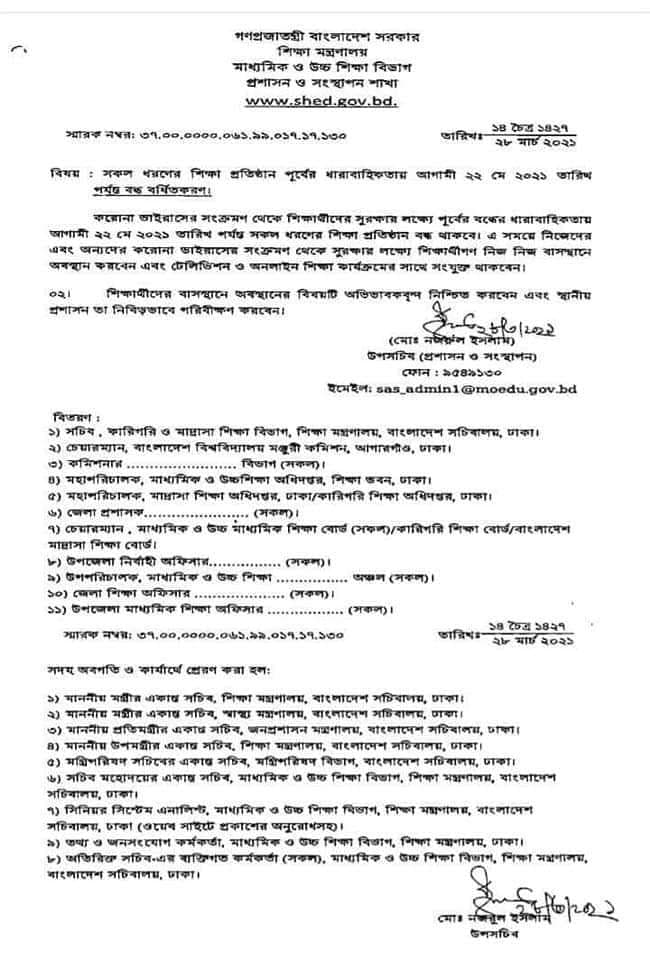 গণপ্রজাতন্ত্রী বাংলাদেশ সরকার
শিক্ষা মন্ত্রণালয়
মাধ্যমিক ও উচ্চ শিক্ষা বিভাগ
প্রশাসন ও সংস্থাপন শাখা
www.shed.gov.bd.
স্মারক নম্বর: ৩৭.০০.০০০০.০৬১.৯৯.০১৭.১৭.১৩০
তারিখঃ ১৪ চৈত্র ১৪২৭
২৮ মার্চ ২০২১
বিষয় : সকল ধরণের শিক্ষা প্রতিষ্ঠান পূর্বের ধারাবাহিকতায় আগামী ২২ মে ২০২১ তারিখ
পর্যন্ত বন্ধ বর্ধিতকরণ।
করোনা ভাইরাসের সংক্রমণ থেকে শিক্ষার্থীদের সুরক্ষার লক্ষ্যে পূর্বের বন্ধের ধারাবাহিকতায়
আগামী ২২ মে ২০২১ তারিখ পর্যন্ত সকল ধরণের শিক্ষা প্রতিষ্ঠান বন্ধ থাকবে। এ সময়ে নিজেদের
এবং অন্যদের করোনা ভাইরাসের সংক্রমণ থেকে সুরক্ষার লক্ষ্যে শিক্ষার্থীগণ নিজ নিজ বাসস্থানে
অবস্থান করবেন এবং টেলিভিশন ও অনলাইন শিক্ষা কার্যক্রমের সাথে সংযুক্ত থাকবেন।
০২। শিক্ষার্থীদের বাসস্থানে অবস্থানের বিষয়টি অভিভাবকবৃন্দ নিশ্চিত করবেন এবং স্থানীয়
প্রশাসন তা নিবিড়ভাবে পরিবীক্ষণ করবেন।
২৮/৩/২০২১
(মোঃ নজরুল ইসলাম)
উপসচিব (প্রশাসন ও সংস্থাপন)
ফোন : ৯৫৪৯১৩০
ইমেইল: sas_admin1@moedu.gov.bd
বিতরণ :
১) সচিব , কারিগরি ও মাদ্রাসা শিক্ষা বিভাগ, শিক্ষা মন্ত্রণালয়, বাংলাদেশ সচিবালয়, ঢাকা।
২) চেয়ারম্যান, বাংলাদেশ বিশ্ববিদ্যালয় মঞ্জুরী কমিশন, আগারগাঁও, ঢাকা।
৩) কমিশনার ........................ বিভাগ (সকল)।
৪) মহাপরিচালক, মাধ্যমিক ও উচ্চশিক্ষা অধিদপ্তর, শিক্ষা ভবন, ঢাকা।
৫) মহাপরিচালক, মাদ্রাসা শিক্ষা অধিদপ্তর, ঢাকা/কারিগরি শিক্ষা অধিদপ্তর, ঢাকা।
৬) জেলা প্রশাসক....................... (সকল)।
৭) চেয়ারম্যান , মাধ্যমিক ও উচ্চ মাধ্যমিক শিক্ষা বোর্ড (সকল)/কারিগরি শিক্ষা বোর্ড/বাংলাদেশ
মাদ্রাসা শিক্ষা বোর্ড।
৮) উপজেলা নির্বাহী অফিসার................ (সকল)।
৯) উপপরিচালক, মাধ্যমিক ও উচ্চ শিক্ষা ................ অঞ্চল (সকল)।
১০) জেলা শিক্ষা অফিসার .................... (সকল)।
১১) উপজেলা মাধ্যমিক শিক্ষা অফিসার ................. (সকল)।
স্মারক নম্বর: ৩৭.০০.০০০০.০৬১.৯৯.০১৭.১৭.১৩০
তারিখঃ ১৪ চৈত্র ১৪২৭
২৮ মার্চ ২০২১
সদয় অবগতি ও কার্যার্থে প্রেরণ করা হল:
১) মাননীয় মন্ত্রীর একান্ত সচিব, শিক্ষা মন্ত্রণালয়, বাংলাদেশ সচিবালয়, ঢাকা।
২) মাননীয় মন্ত্রীর একান্ত সচিব, স্বাস্থ্য মন্ত্রণালয়, বাংলাদেশ সচিবালয়, ঢাকা।
৩) মাননীয় প্রতিমন্ত্রীর একান্ত সচিব, জনপ্রশাসন মন্ত্রণালয়, বাংলাদেশ সচিবালয়, ঢাকা।
৪) মাননীয় উপমন্ত্রীর একান্ত সচিব, শিক্ষা মন্ত্রণালয়, বাংলাদেশ সচিবালয়, ঢাকা।
৫) মন্ত্রিপরিষদ সচিবের একান্ত সচিব, মন্ত্রিপরিষদ বিভাগ, বাংলাদেশ সচিবালয়, ঢাকা।
৬) সচিব মহোদয়ের একান্ত সচিব, মাধ্যমিক ও উচ্চ শিক্ষা বিভাগ, শিক্ষা মন্ত্রণালয়, বাংলাদেশ
সচিবালয়, ঢাকা।
৭) সিনিয়র সিস্টেম এনালিস্ট, মাধ্যমিক ও উচ্চ শিক্ষা বিভাগ, শিক্ষা মন্ত্রণালয়, বাংলাদেশ
সচিবালয়, ঢাকা (ওয়েব সাইটে প্রকাশের অনুরোধসহ)।
৯) তথ্য ও জনসংযোগ কর্মকর্তা, মাধ্যমিক ও উচ্চ শিক্ষা বিভাগ, শিক্ষা মন্ত্রণালয়, ঢাকা।
৮) অতিরিক্ত সচিব-এর ব্যক্তিগত কর্মকর্তা (সকল), মাধ্যমিক ও উচ্চ শিক্ষা বিভাগ, শিক্ষা মন্ত্রণালয়,
বাংলাদেশ সচিবালয়, ঢাকা।
২৮/৩/২০২১
মোঃ নজরুল ইসলাম
উপসচিব